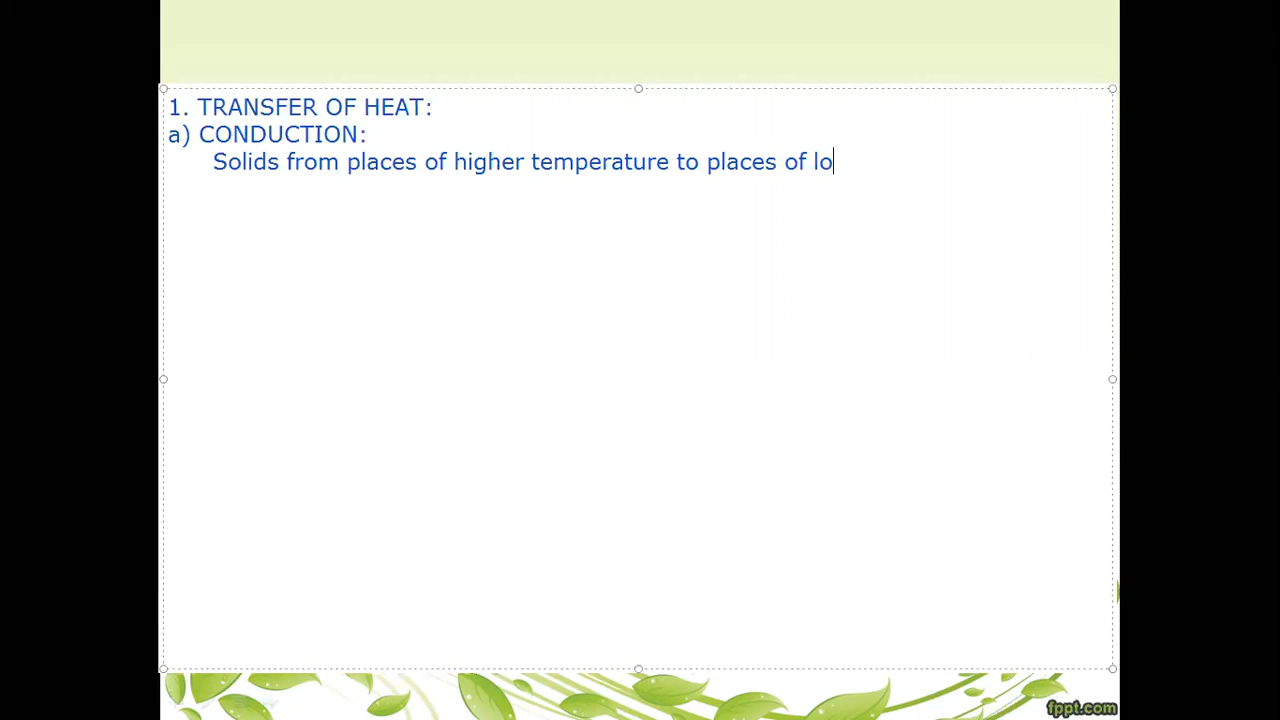 1. TRANSFER OF HEAT:
a) CONDUCTION:
Solids from places of higher temperature to places of lo
fppt.com